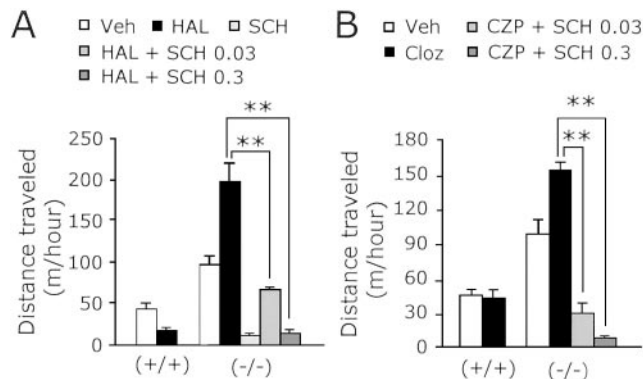 A
Veh HAL SCH
HAL + SCH 0.03
HAL + SCH 0.3
Distance traveled
(m/hour)
250
200
150
100
50
0
** 
**
(+/+) (-/-)
B
Veh CZP + SCH 0.03
Cloz CZP + SCH 0.3
Distance traveled
(m/hour)
180
150
120
90
60
30
0
**
**
(+/+) (-/-)